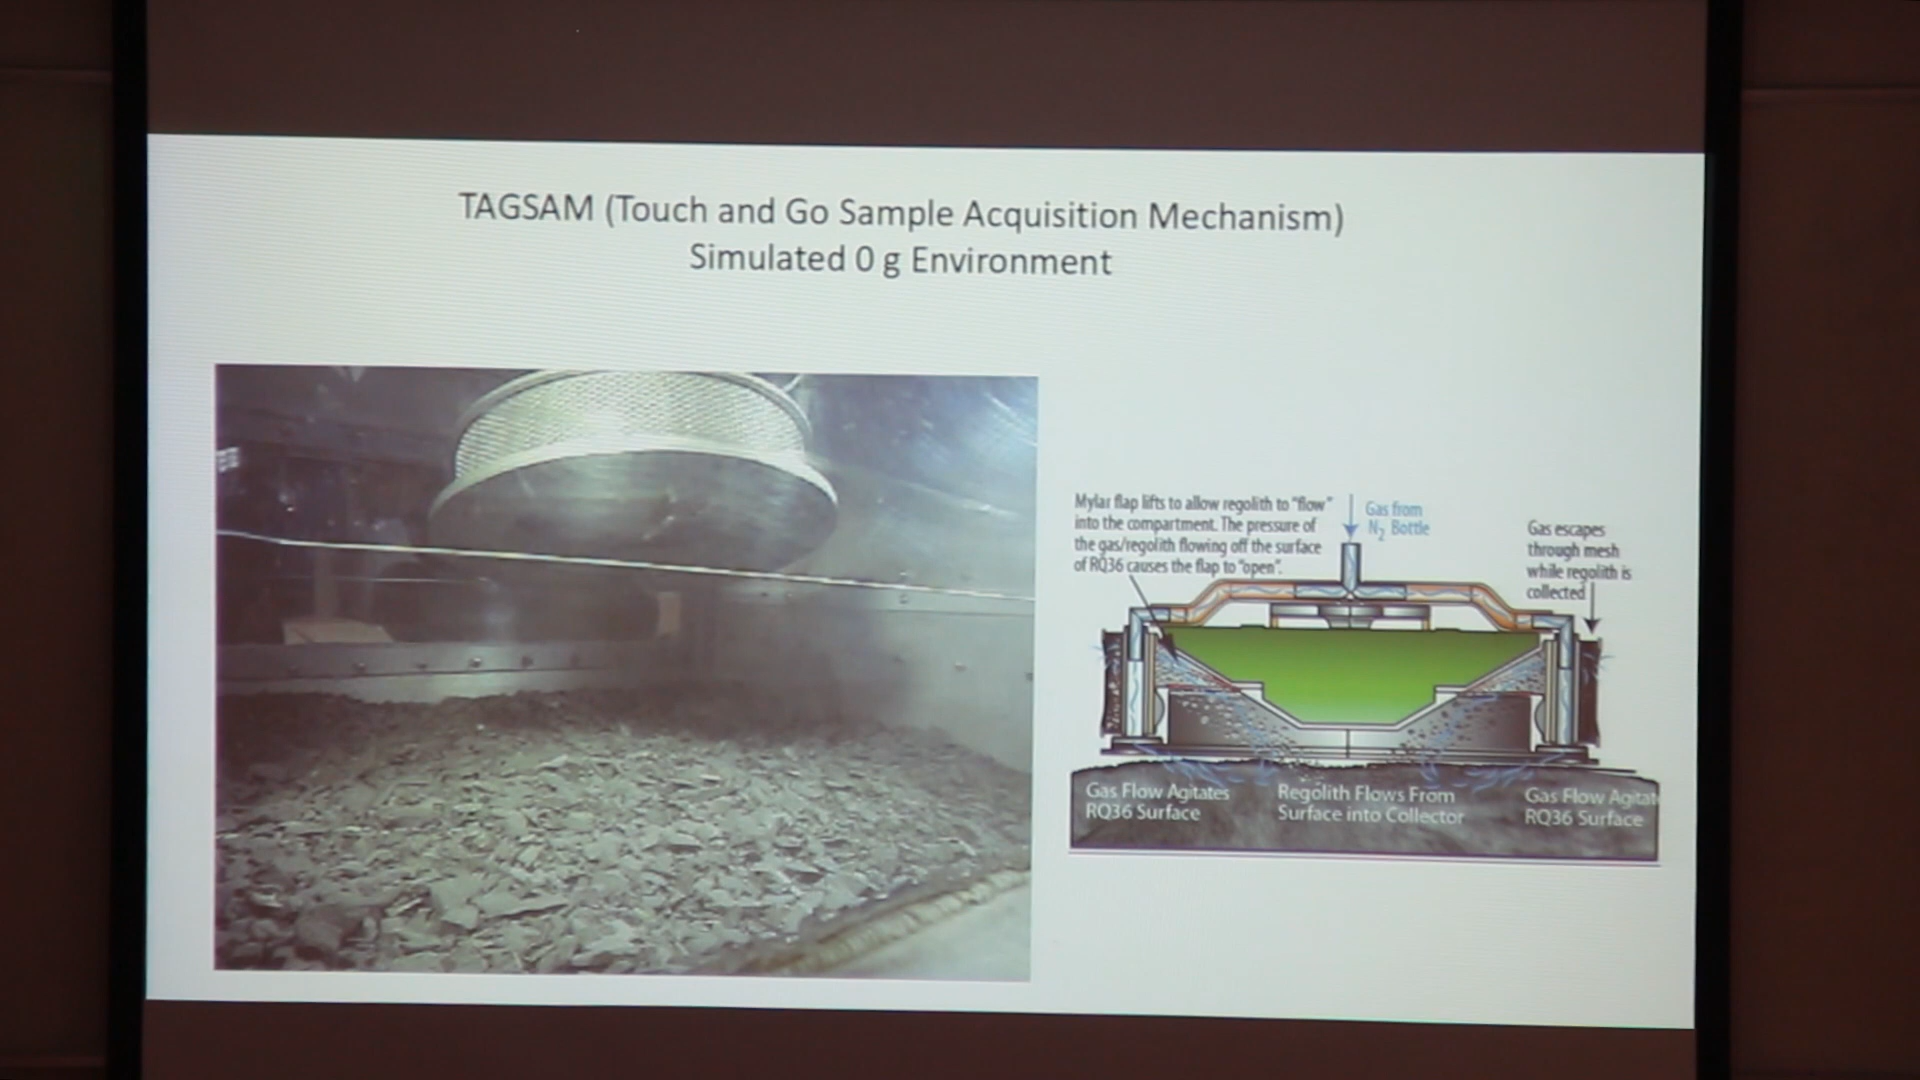 TAGSAM (Touch and Go Sample Acquisition Mechanism)
Simulated 0 g Environment
Mylar flap lifts to allow regolith to "flow"
into the compartment. The pressure of
the gas/regolith flowing off the surface
of RQ36 causes the flap to "open".
Gas from
N₂ Bottle
Gas escapes
through mesh
while regolith is
collected
Gas Flow Agitates
RQ36 Surface
Regolith Flows From
Surface into Collector
Gas Flow Agitat
RQ36 Surface